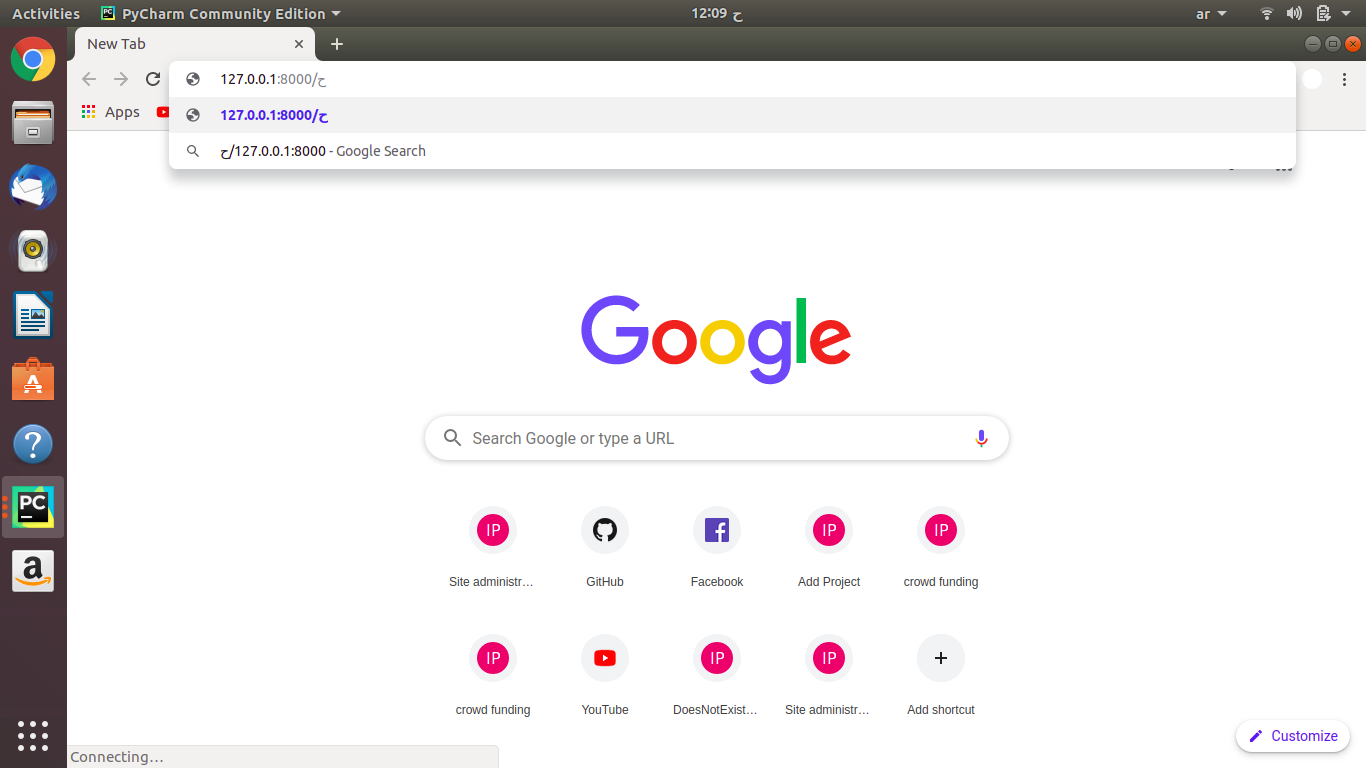 Activities PyCharm Community Edition ح 12:09 ar
New Tab
127.0.0.1:8000/ح
Apps
127.0.0.1:8000/ح
127.0.0.1:8000/ح - Google Search
Google
Search Google or type a URL
IP IP IP
Site administr… GitHub Facebook Add Project crowd funding
IP IP IP
crowd funding YouTube DoesNotExist… Site administr… Add shortcut
Customize
Connecting…
PC
a